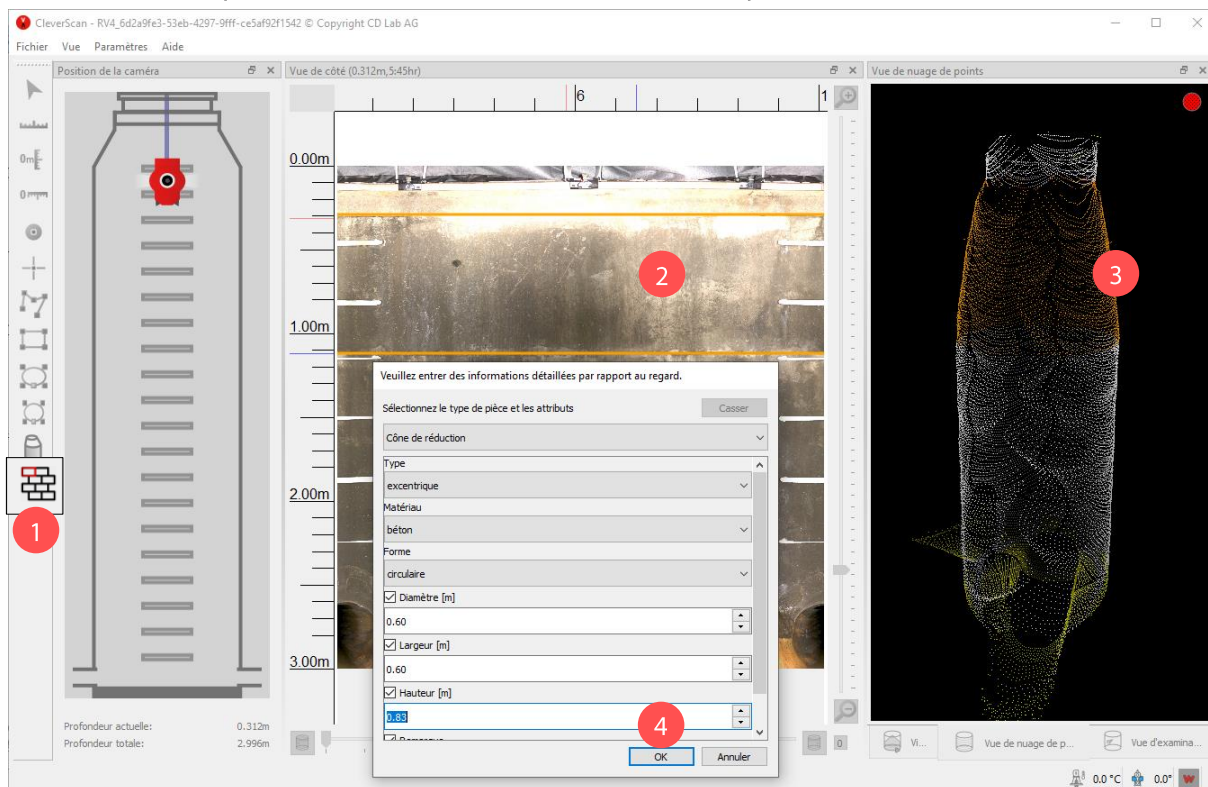 CleverScan - RV4_6d2a9fe3-53eb-4297-9fff-ce5af92f1542 © Copyright CD Lab AG
Fichier Vue Paramètres Aide
Position de la caméra
Vue de côté (0.312m,5:45hr)
Vue de nuage de points
6
1
0m
0
0.00m
1.00m
2.00m
3.00m
2
3
1
Veuillez entrer des informations détaillées par rapport au regard.
Sélectionnez le type de pièce et les attributs
Casser
Cône de réduction
Type
excentrique
Matériau
béton
Forme
circulaire
Diamètre [m]
0.60
Largeur [m]
0.60
Hauteur [m]
0.83
4
OK
Annuler
Profondeur actuelle: 0.312m
Profondeur totale: 2.996m
0
Vi...
Vue de nuage de p...
Vue d'examina...
0.0 °C
0.0°
W